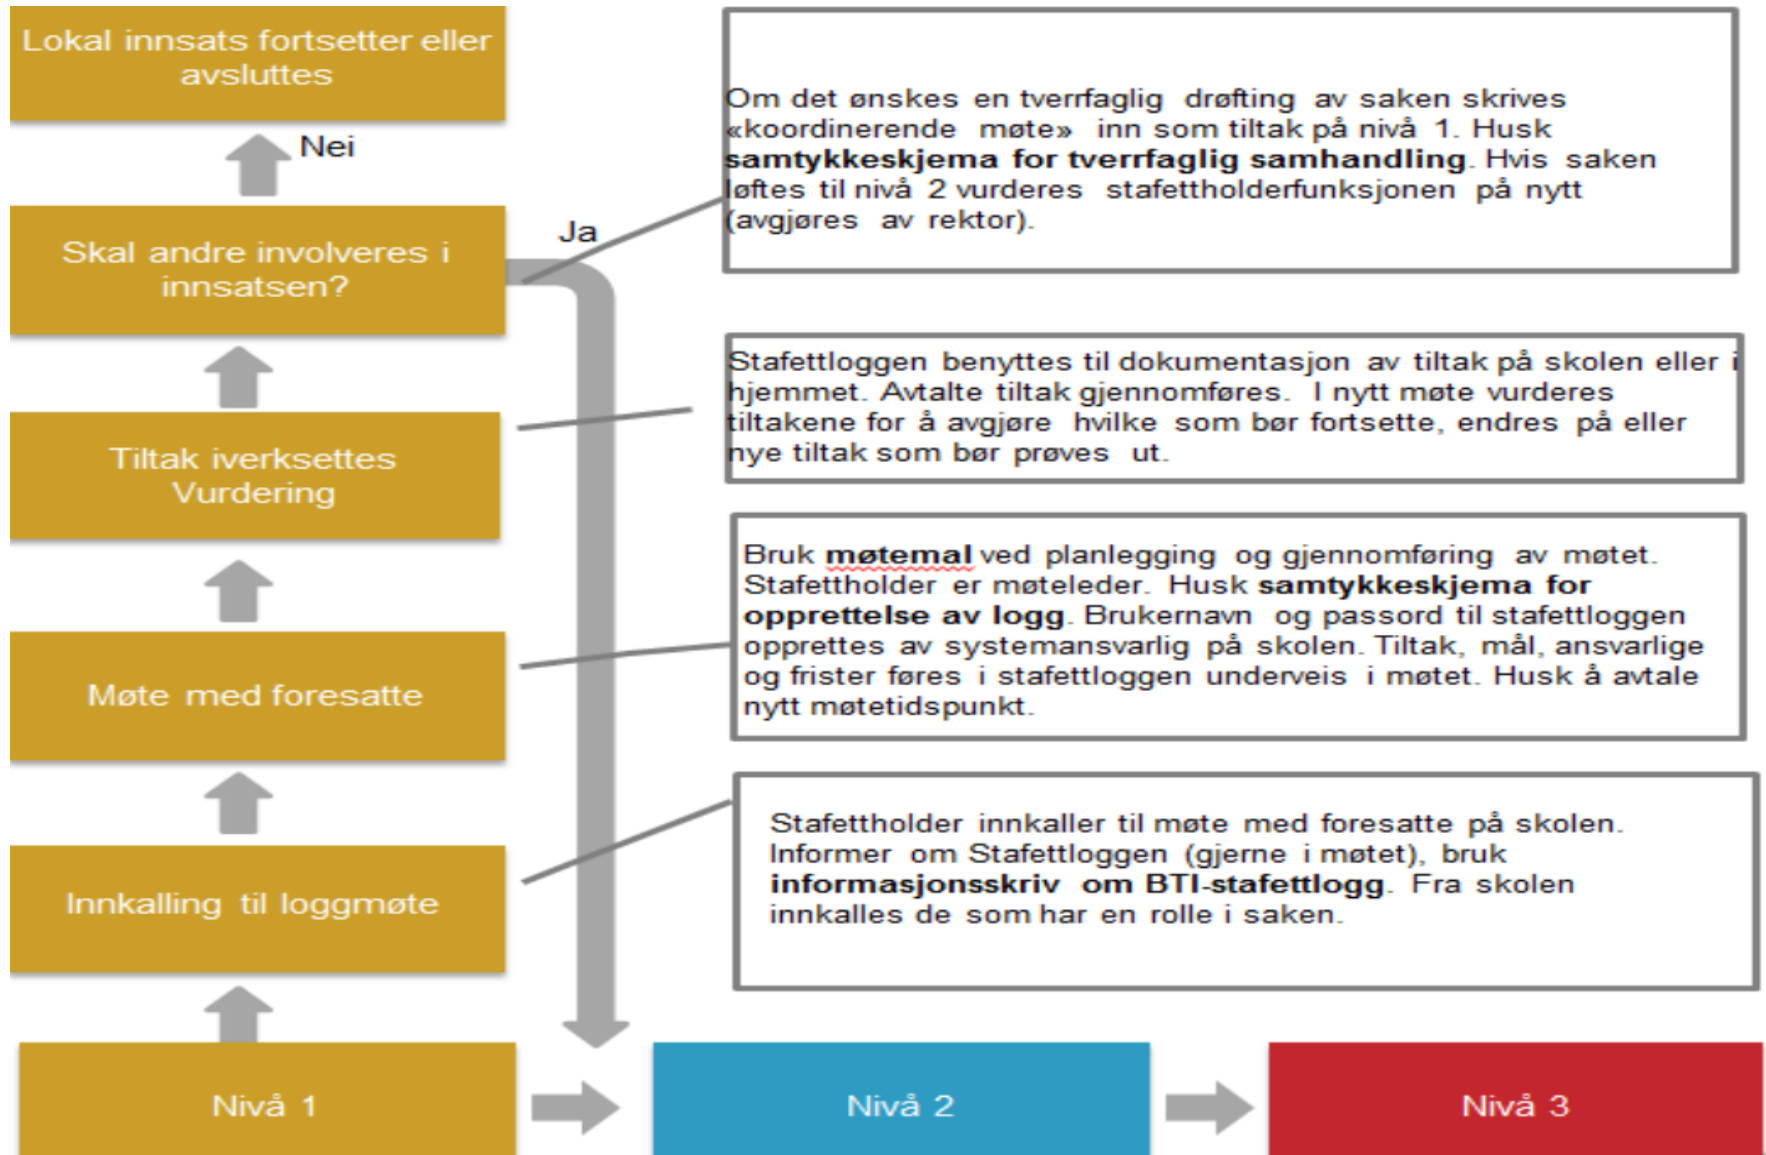 Lokal innsats fortsetter eller
avsluttes
Nei
Skal andre involveres i
innsatsen?
Ja
Om det ønskes en tverrfaglig drøfting av saken skrives
«koordinerende møte» inn som tiltak på nivå 1. Husk
samtykkeskjema for tverrfaglig samhandling. Hvis saken
løftes til nivå 2 vurderes stafettholderfunksjonen på nytt
(avgjøres av rektor).
Tiltak iverksettes
Vurdering
Stafettloggen benyttes til dokumentasjon av tiltak på skolen eller i
hjemmet. Avtalte tiltak gjennomføres. I nytt møte vurderes
tiltakene for å avgjøre hvilke som bør fortsette, endres på eller
nye tiltak som bør prøves ut.
Møte med foresatte
Bruk møtemal ved planlegging og gjennomføring av møtet.
Stafettholder er møteleder. Husk samtykkeskjema for
opprettelse av logg. Brukernavn og passord til stafettloggen
opprettes av systemansvarlig på skolen. Tiltak, mål, ansvarlige
og frister føres i stafettloggen underveis i møtet. Husk å avtale
nytt møtetidspunkt.
Innkalling til loggmøte
Stafettholder innkaller til møte med foresatte på skolen.
Informer om Stafettloggen (gjerne i møtet), bruk
informasjonsskriv om BTI-stafettlogg. Fra skolen
innkalles de som har en rolle i saken.
Nivå 1
Nivå 2
Nivå 3